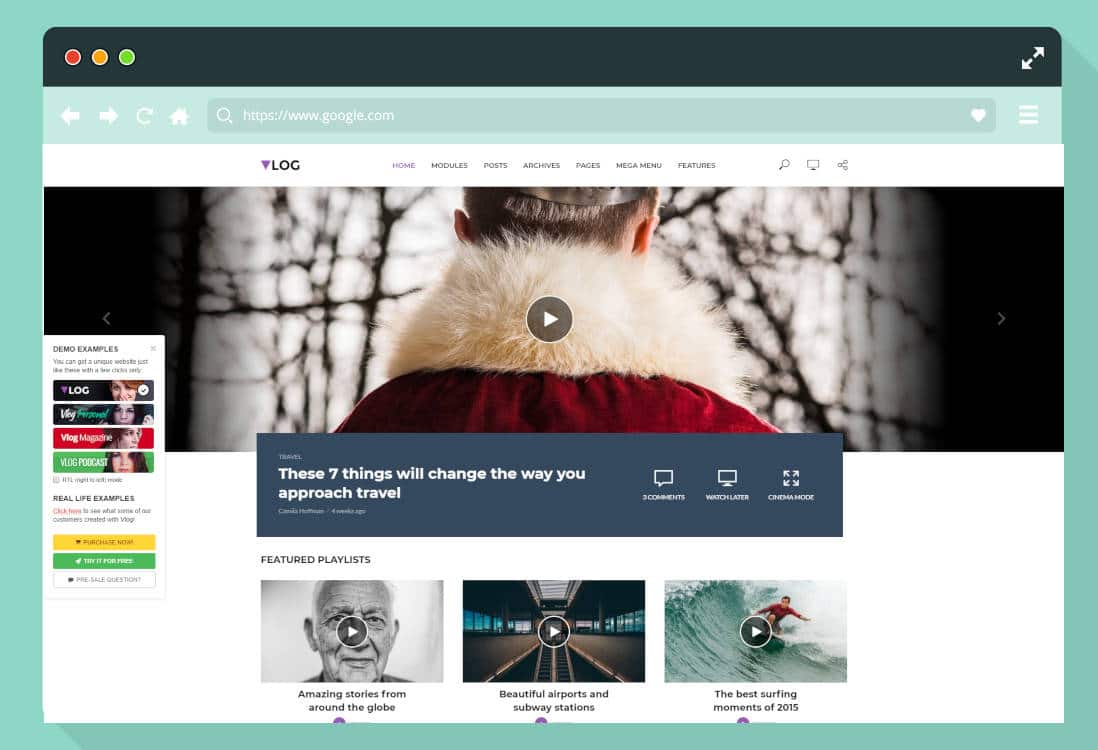 https://www.google.com
VLOG
HOME MODULES POSTS ARCHIVES PAGES MEGA MENU FEATURES
DEMO EXAMPLES
You can get a unique website just
like these with a few clicks only.
VLOG
Vlog Personal
Vlog Magazine
VLOG PODCAST
RTL (right to left) mode
REAL LIFE EXAMPLES
Click here to see what some of our
customers created with Vlog!
PURCHASE NOW!
TRY IT FOR FREE!
PRE-SALE QUESTION?
TRAVEL
These 7 things will change the way you
approach travel
Camila Hoffman / 4 weeks ago
3 COMMENTS WATCH LATER CINEMA MODE
FEATURED PLAYLISTS
Amazing stories from
around the globe
Beautiful airports and
subway stations
The best surfing
moments of 2015